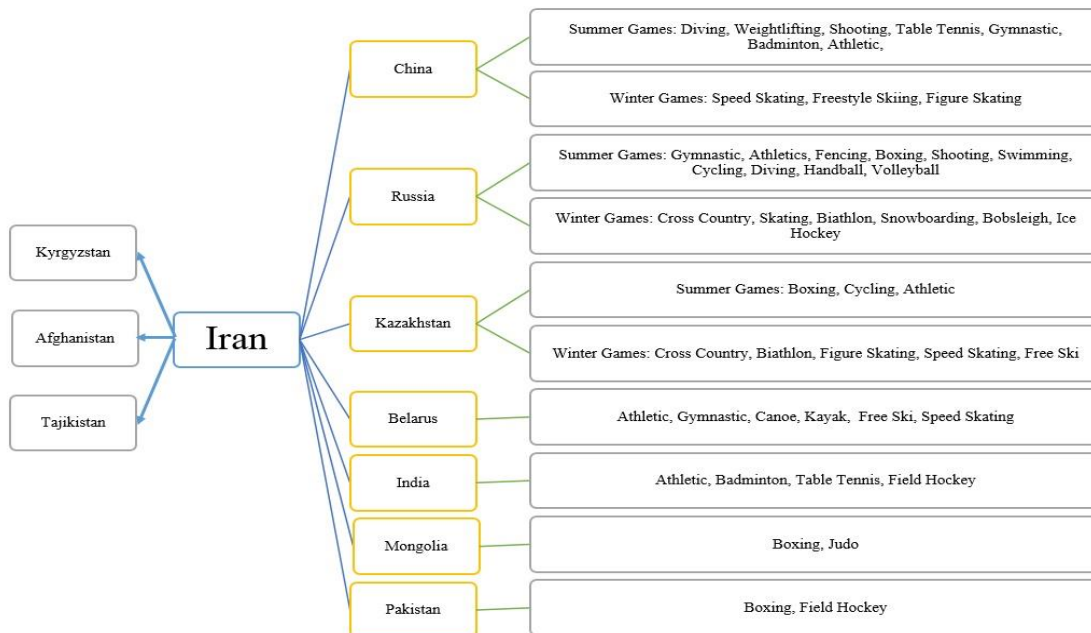 Kyrgyzstan
Afghanistan
Tajikistan
Iran
China
Summer Games: Diving, Weightlifting, Shooting, Table Tennis, Gymnastic,
Badminton, Athletic,
Winter Games: Speed Skating, Freestyle Skiing, Figure Skating
Russia
Summer Games: Gymnastic, Athletics, Fencing, Boxing, Shooting, Swimming,
Cycling, Diving, Handball, Volleyball
Winter Games: Cross Country, Skating, Biathlon, Snowboarding, Bobsleigh, Ice
Hockey
Kazakhstan
Summer Games: Boxing, Cycling, Athletic
Winter Games: Cross Country, Biathlon, Figure Skating, Speed Skating, Free Ski
Belarus
Athletic, Gymnastic, Canoe, Kayak, Free Ski, Speed Skating
India
Athletic, Badminton, Table Tennis, Field Hockey
Mongolia
Boxing, Judo
Pakistan
Boxing, Field Hockey